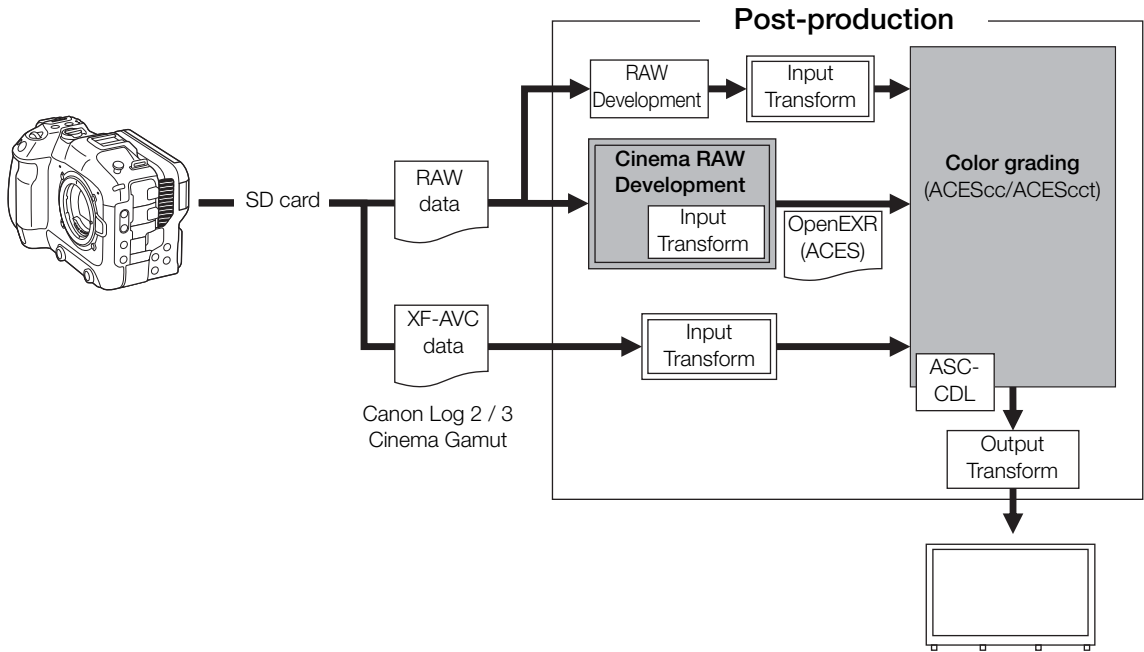 Post-production
RAW
Development
Input
Transform
Cinema RAW
Development
Input
Transform
Color grading
(ACEScc/ACEScct)
SD card
RAW
data
OpenEXR
(ACES)
XF-AVC
data
Input
Transform
ASC-
CDL
Canon Log 2 / 3
Cinema Gamut
Output
Transform